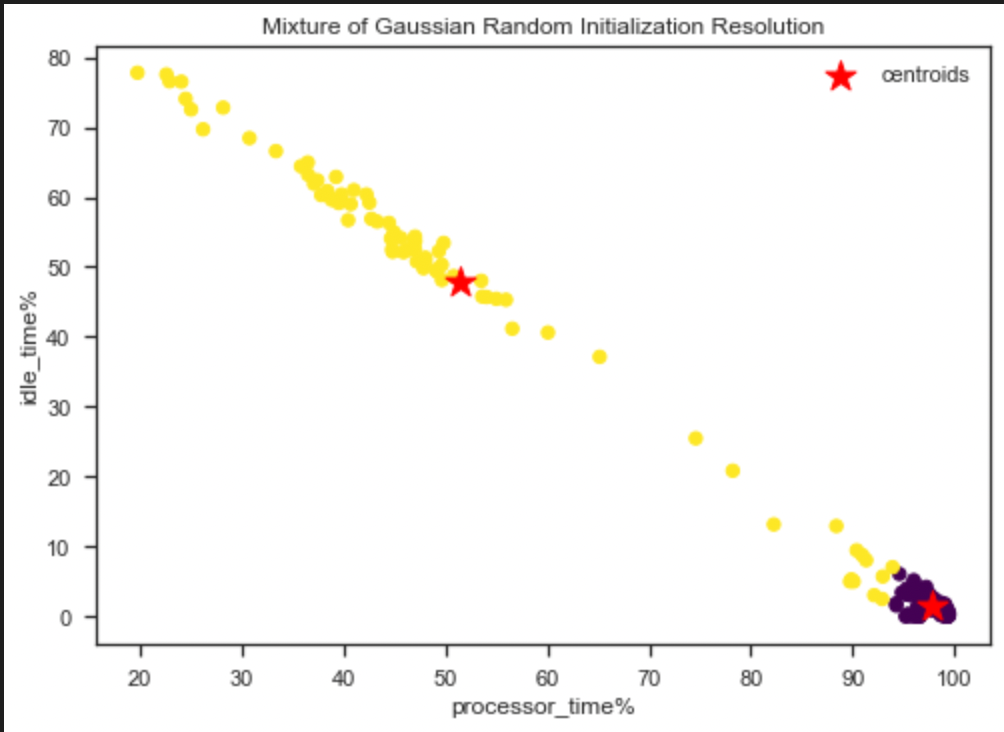 Mixture of Gaussian Random Initialization Resolution
centroids
80
70
60
50
40
30
20
10
0
idle_time%
20 30 40 50 60 70 80 90 100
processor_time%